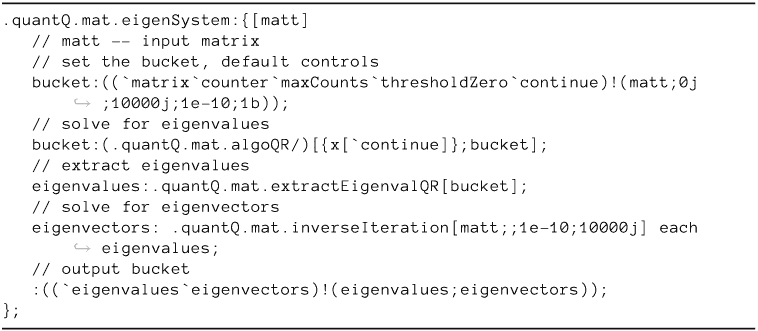 .quantQ.mat.eigenSystem:{[matt]
// matt -- input matrix
// set the bucket, default controls
bucket:((`matrix`counter`maxCounts`thresholdZero`continue)!(matt;0j
↪ ;10000j;1e-10;1b));
// solve for eigenvalues
bucket:(.quantQ.mat.algoQR/)[{x[`continue]};bucket];
// extract eigenvalues
eigenvalues:.quantQ.mat.extractEigenvalQR[bucket];
// solve for eigenvectors
eigenvectors: .quantQ.mat.inverseIteration[matt;;1e-10;10000j] each
↪ eigenvalues;
// output bucket
:((`eigenvalues`eigenvectors)!(eigenvalues;eigenvectors));
};